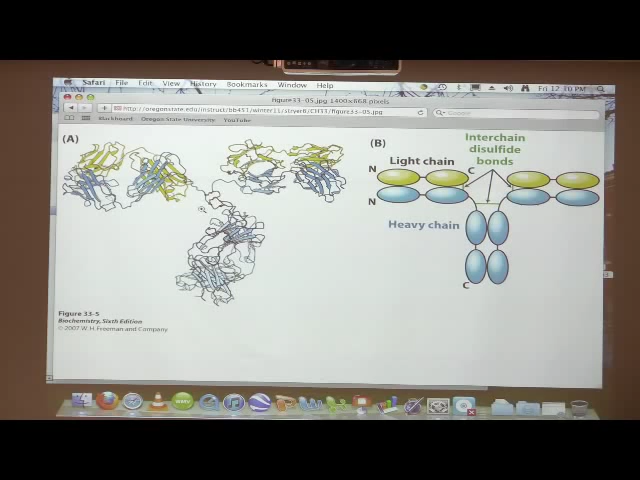 Safari File Edit View History Bookmarks Window Help
Fri 12:10 PM
figure33-05.jpg 1400×668 pixels
http://oregonstate.edu/instruct/bb451/winter11/stryer6/CH33/figure33-05.jpg
Google
Blackboard Oregon State University YouTube
(A)
(B)
Interchain
disulfide
bonds
Light chain
N
C
N
Heavy chain
C
Figure 33-5
Biochemistry, Sixth Edition
© 2007 W. H. Freeman and Company